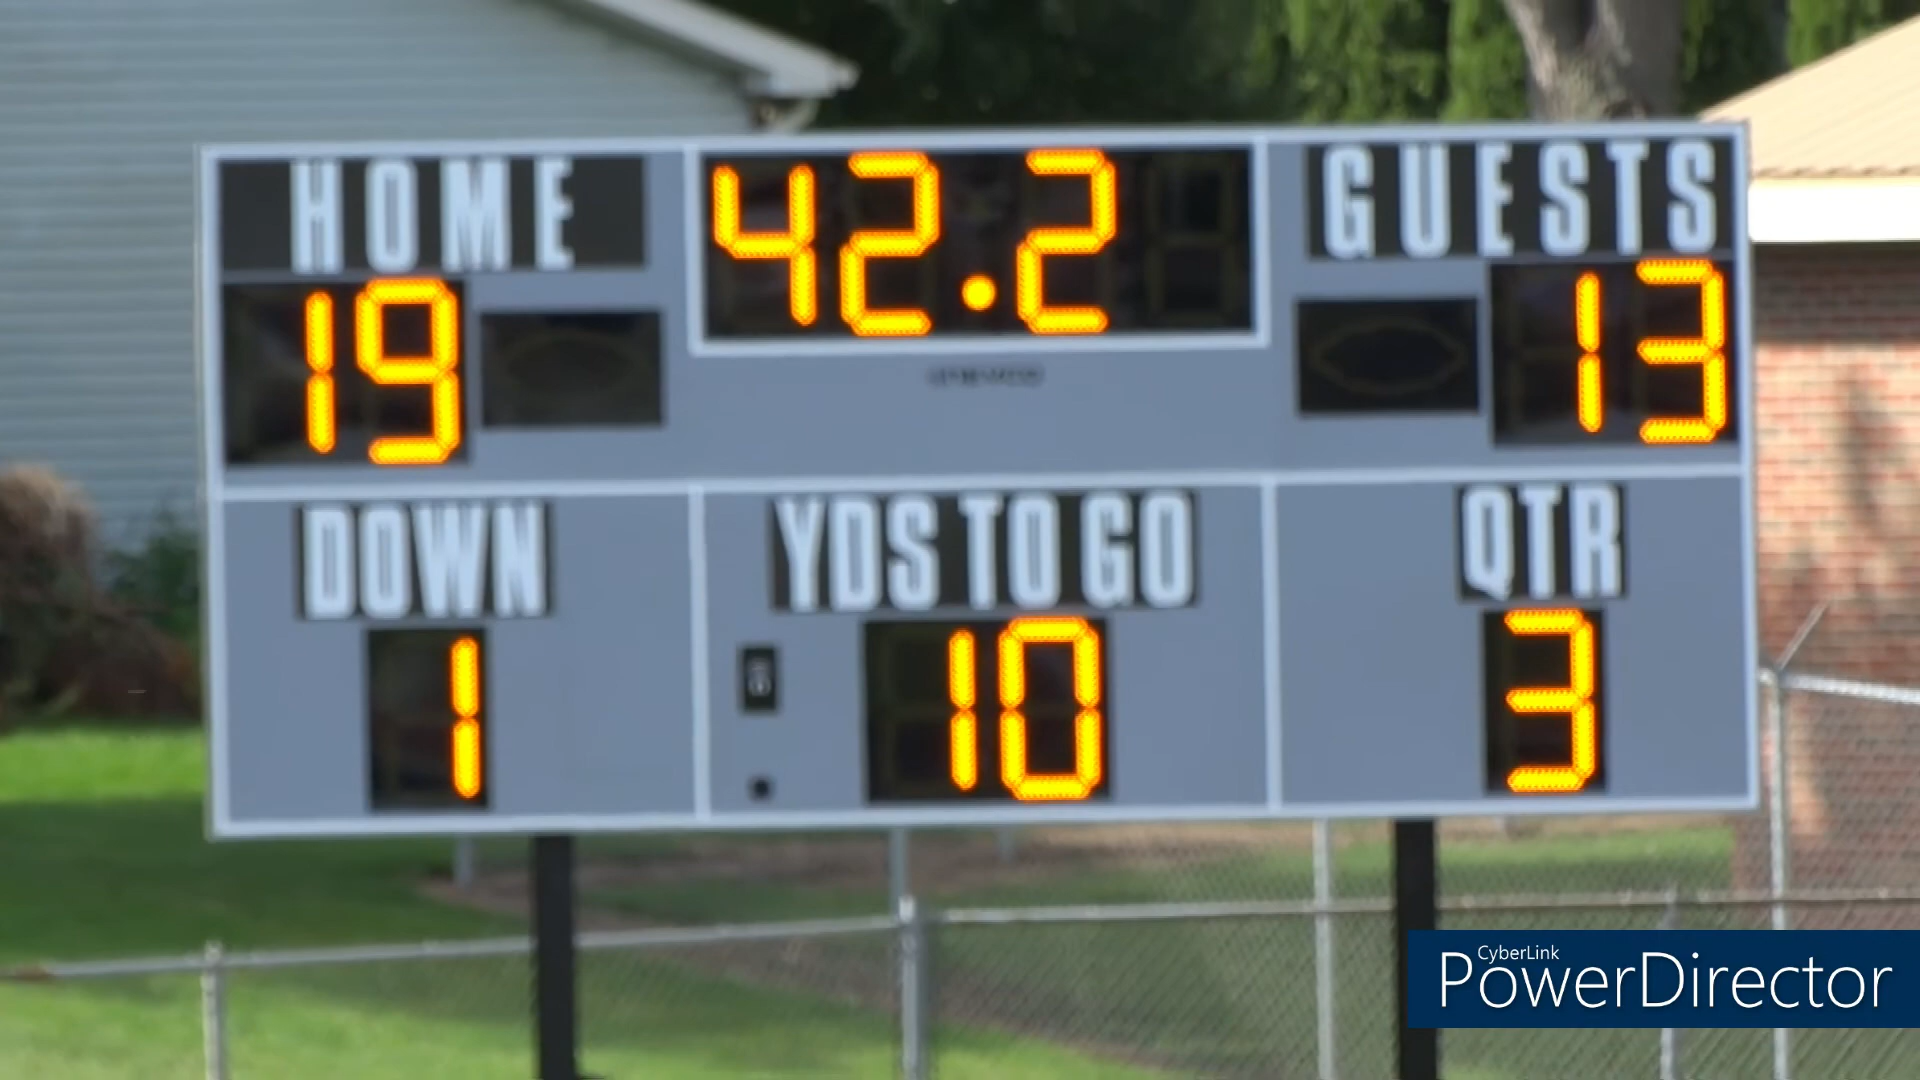 HOME 42.2 GUESTS
19 13
DOWN YDS TO GO QTR
1 10 3
CyberLink
PowerDirector